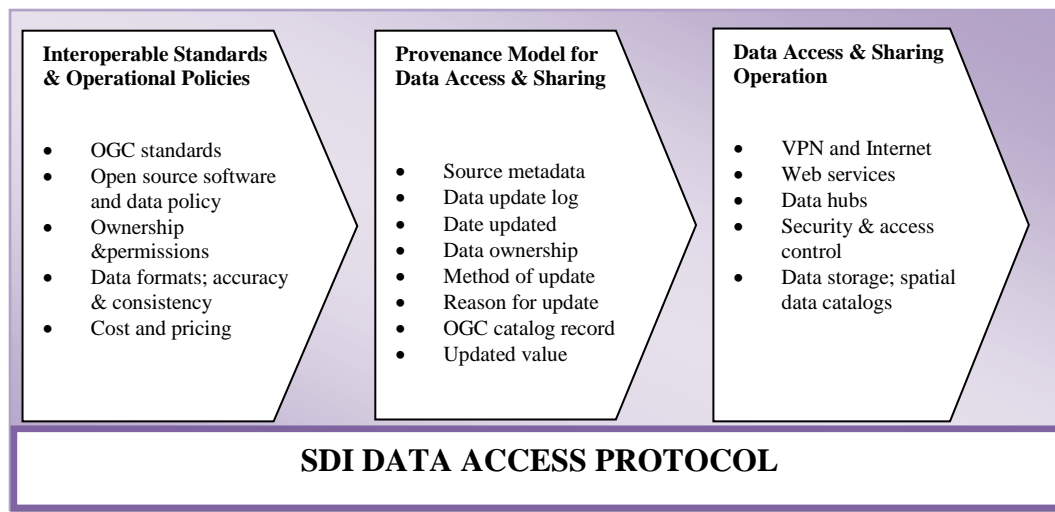 Interoperable Standards
& Operational Policies
• OGC standards
• Open source software
and data policy
• Ownership
&permissions
• Data formats; accuracy
& consistency
• Cost and pricing
Provenance Model for
Data Access & Sharing
• Source metadata
• Data update log
• Date updated
• Data ownership
• Method of update
• Reason for update
• OGC catalog record
• Updated value
Data Access & Sharing
Operation
• VPN and Internet
• Web services
• Data hubs
• Security & access
control
• Data storage; spatial
data catalogs
SDI DATA ACCESS PROTOCOL